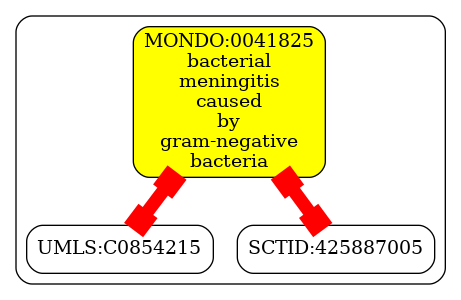 MONDO:0041825
bacterial
meningitis
caused
by
gram-negative
bacteria
UMLS:C0854215
SCTID:425887005